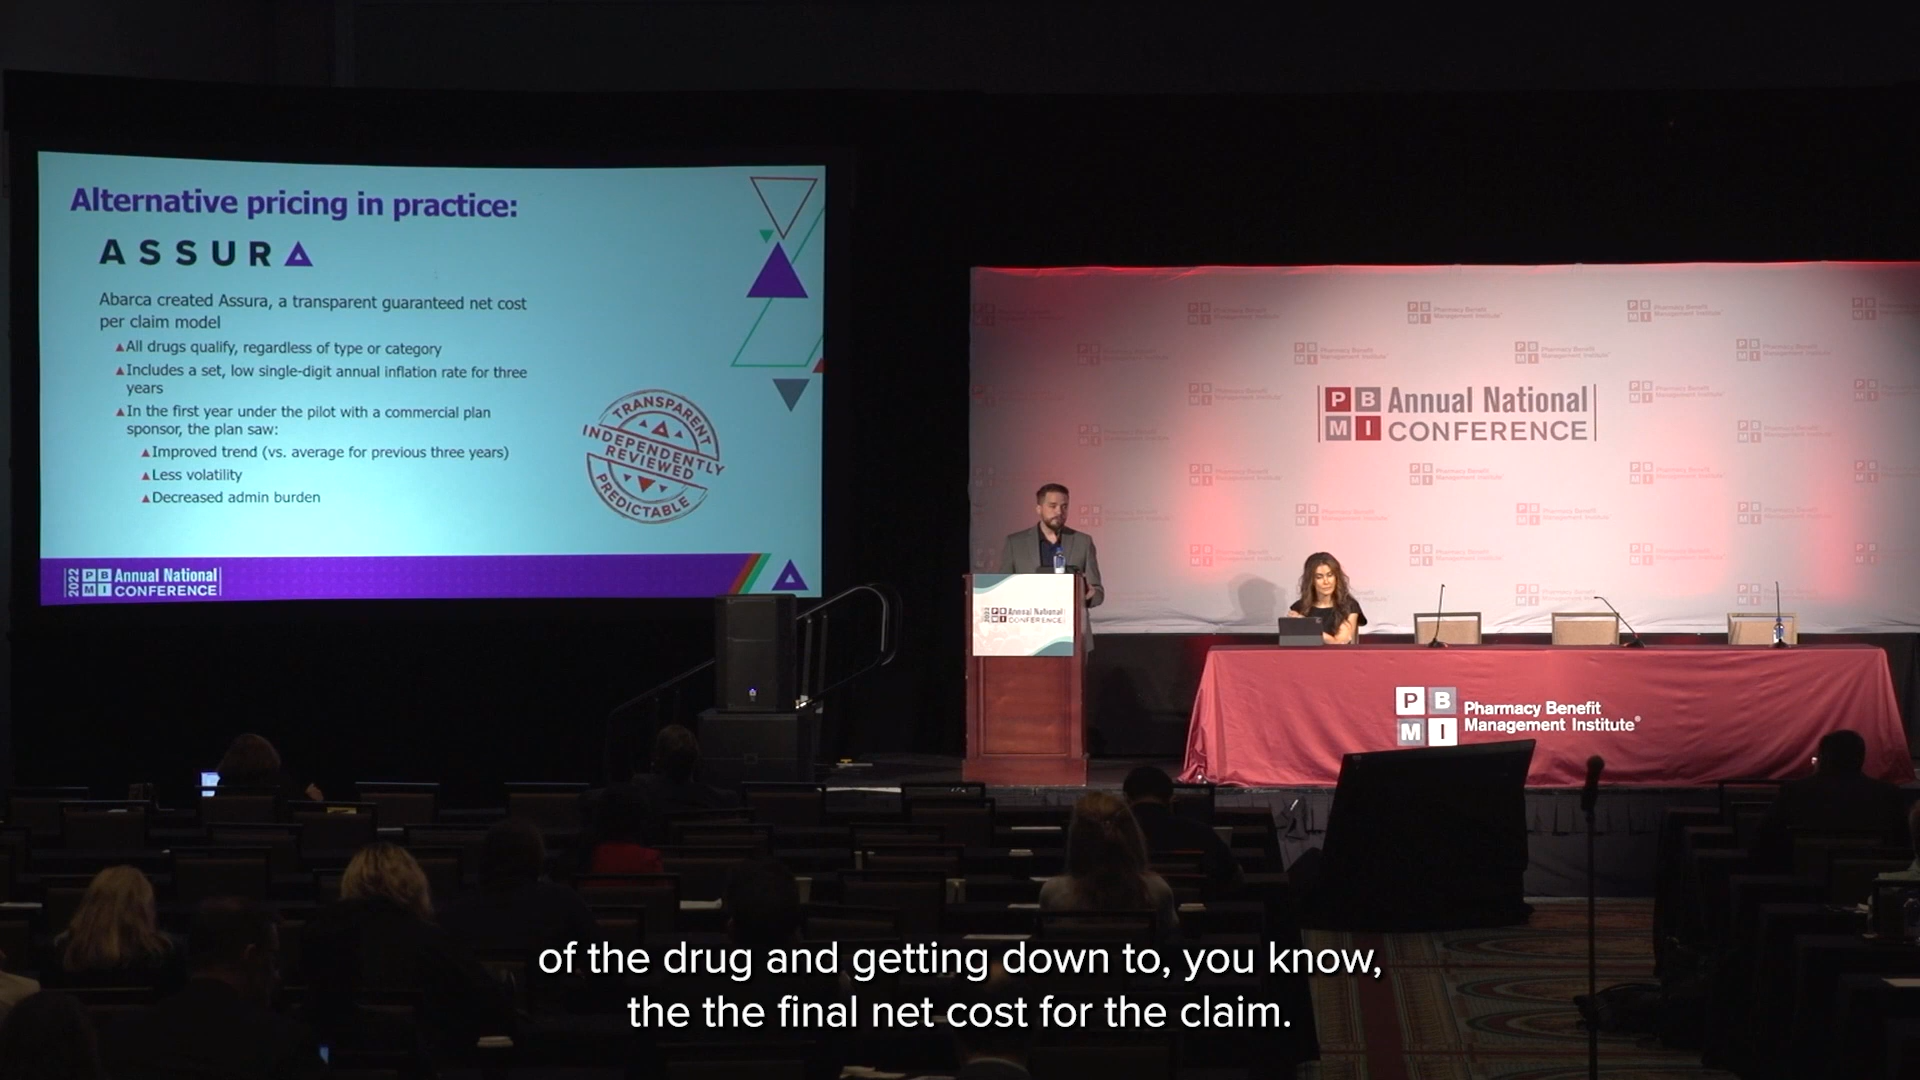 Alternative pricing in practice:
ASSURA
Abarca created Assura, a transparent guaranteed net cost
per claim model
All drugs qualify, regardless of type or category
Includes a set, low single-digit annual inflation rate for three
years
In the first year under the pilot with a commercial plan
sponsor, the plan saw:
Improved trend (vs. average for previous three years)
Less volatility
Decreased admin burden
TRANSPARENT
INDEPENDENTLY
REVIEWED
PREDICTABLE
2022 PBMI Annual National
CONFERENCE
PBMI Annual National
CONFERENCE
Pharmacy Benefit
Management Institute
2022 PBMI Annual National
CONFERENCE
PBMI Pharmacy Benefit
Management Institute®
of the drug and getting down to, you know,
the the final net cost for the claim.